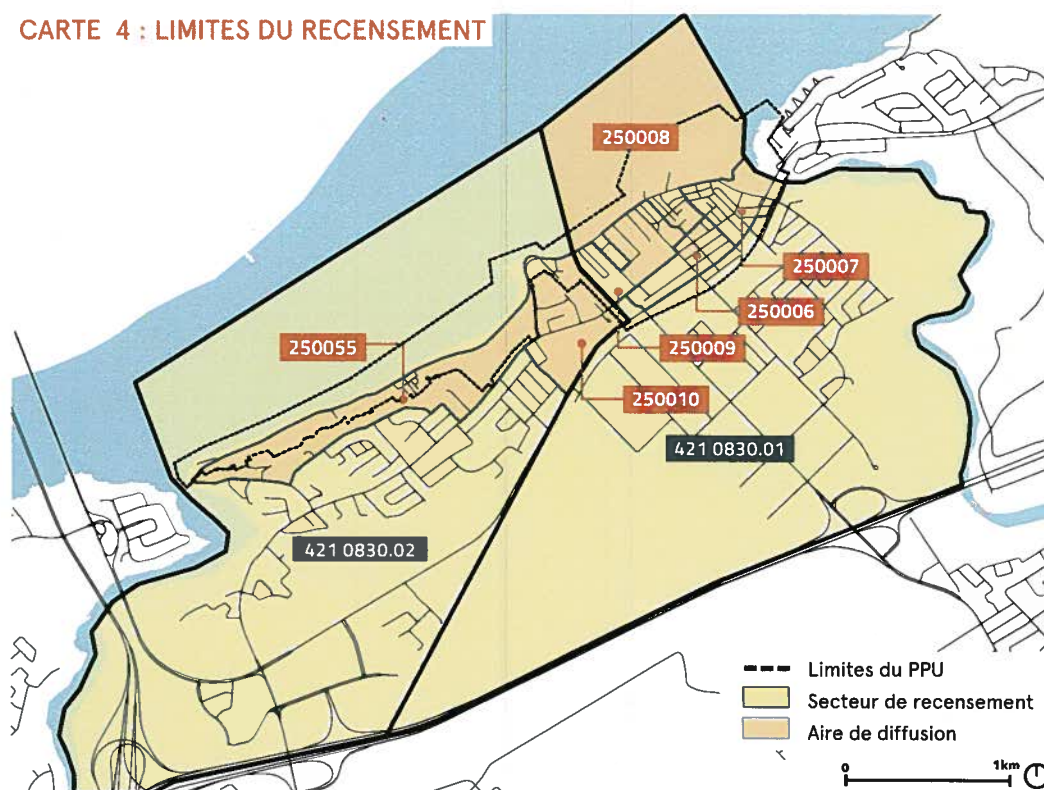 CARTE 4 : LIMITES DU RECENSEMENT
250008
250007
250006
250055
250009
250010
421 0830.01
421 0830.02
Limites du PPU
Secteur de recensement
Aire de diffusion
0 1km